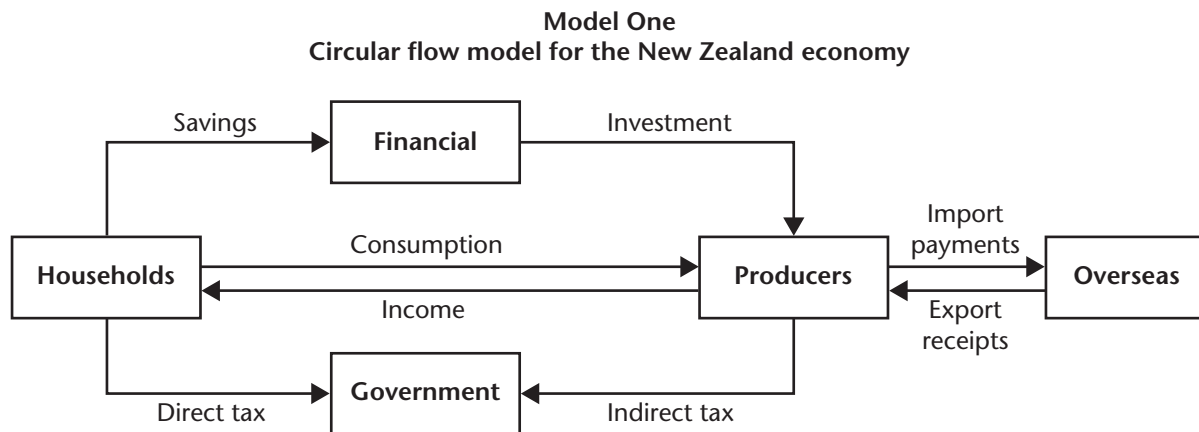 Model One
Circular flow model for the New Zealand economy
Savings
Financial
Investment
Households
Consumption
Income
Producers
Import
payments
Export
receipts
Overseas
Direct tax
Government
Indirect tax